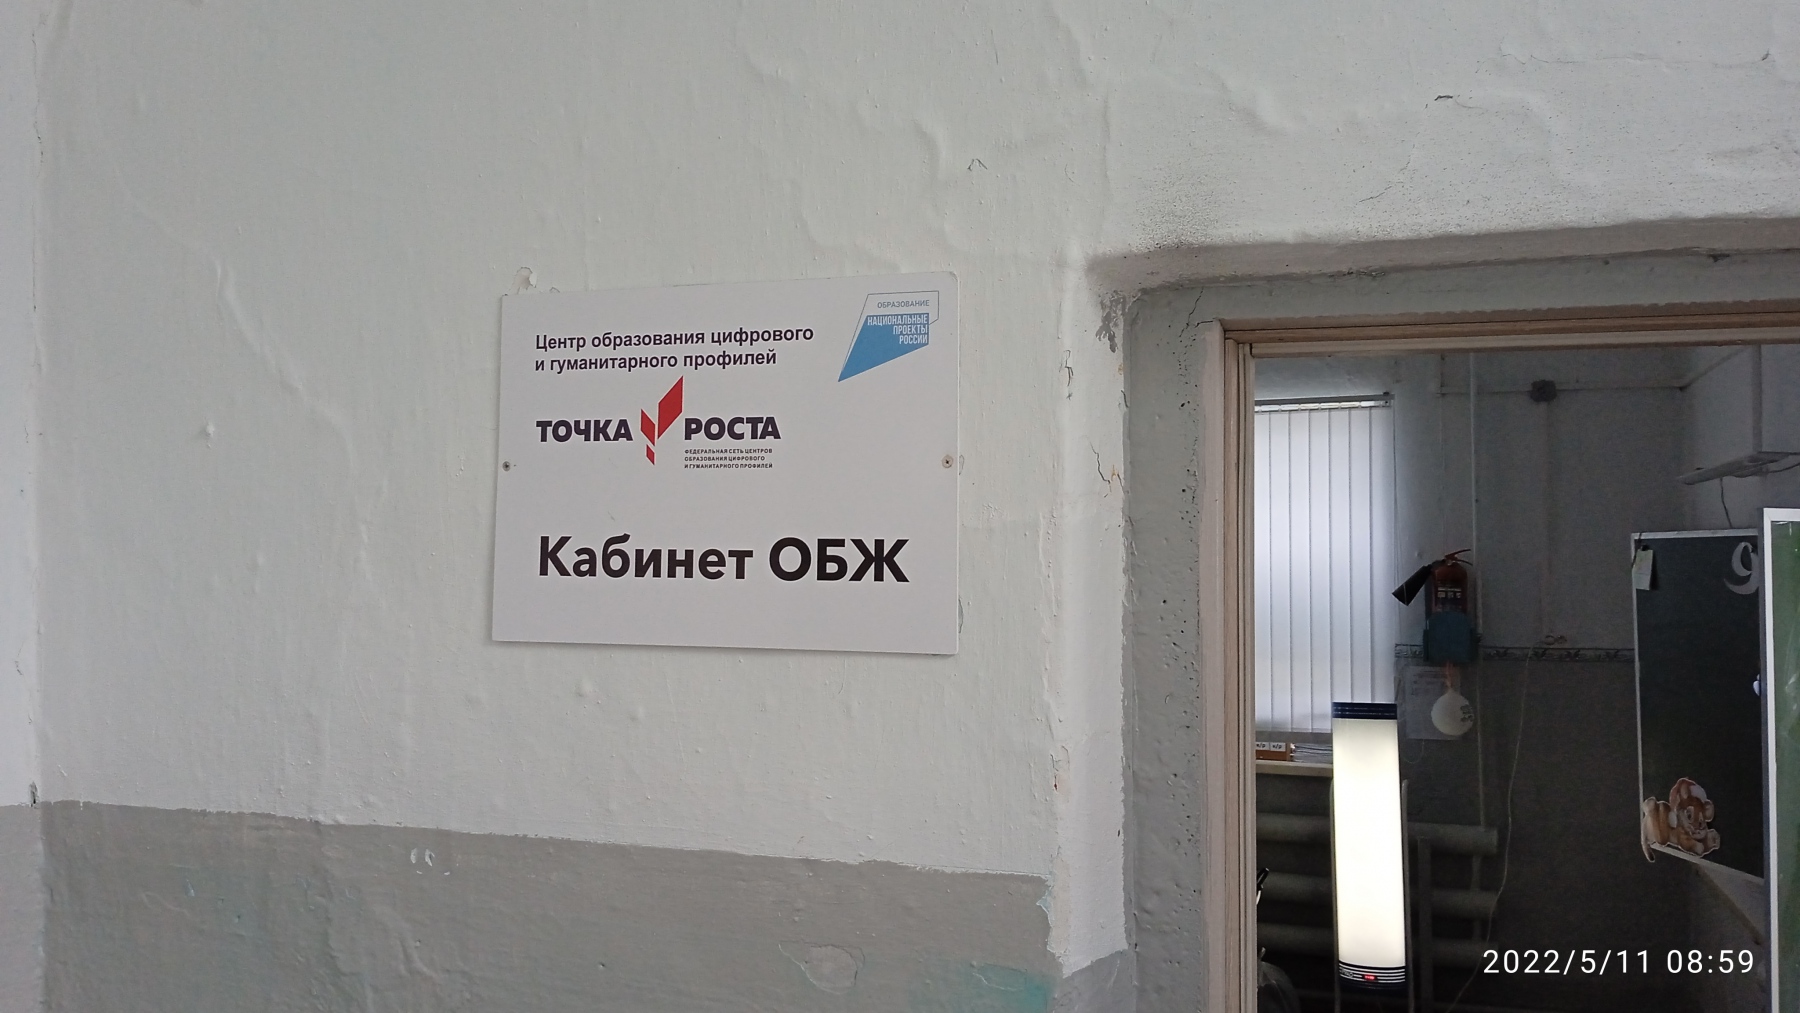 Центр образования цифрового
и гуманитарного профилей
ОБРАЗОВАНИЕ
НАЦИОНАЛЬНЫЕ
ПРОЕКТЫ
РОССИИ
ТОЧКА РОСТА
ФЕДЕРАЛЬНАЯ СЕТЬ ЦЕНТРОВ
ОБРАЗОВАНИЯ ЦИФРОВОГО
И ГУМАНИТАРНОГО ПРОФИЛЕЙ
Кабинет ОБЖ
9
2022/5/11 08:59